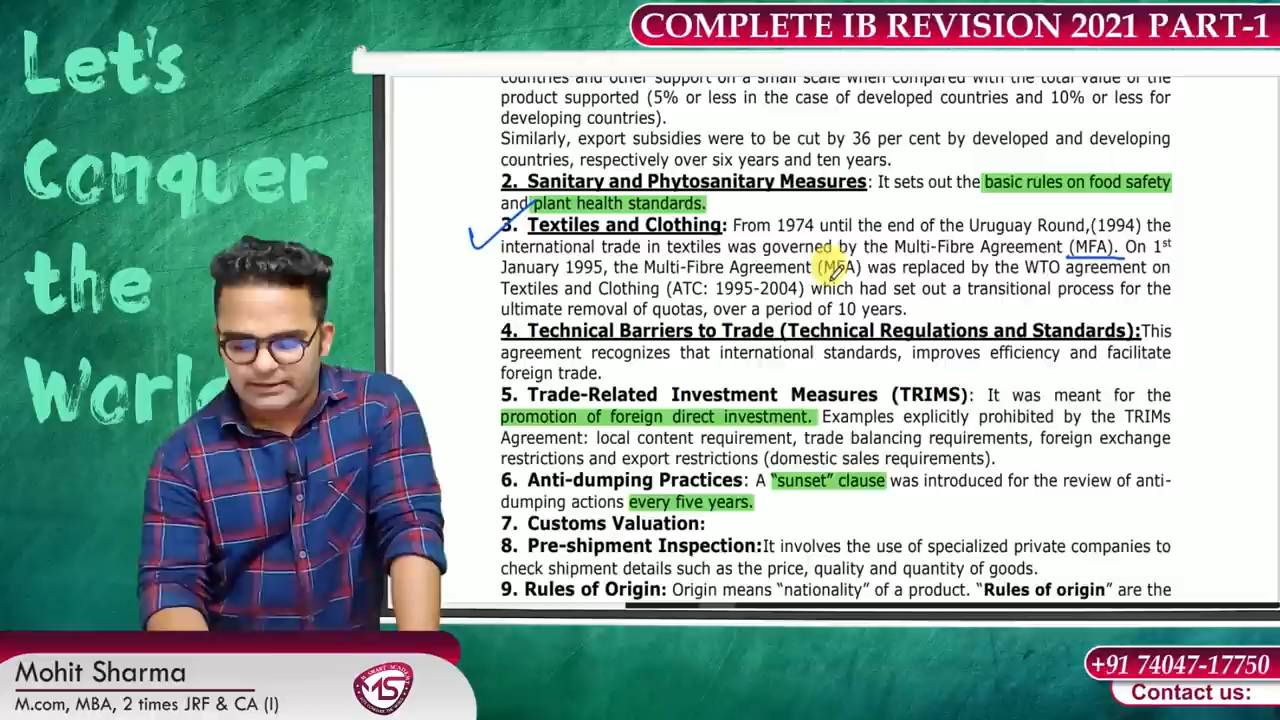 COMPLETE IB REVISION 2021 PART-1
Let's
Conquer
the
World
countries and other support on a small scale when compared with the total value of the
product supported (5% or less in the case of developed countries and 10% or less for
developing countries).
Similarly, export subsidies were to be cut by 36 per cent by developed and developing
countries, respectively over six years and ten years.
2. Sanitary and Phytosanitary Measures: It sets out the basic rules on food safety
and plant health standards.
3. Textiles and Clothing: From 1974 until the end of the Uruguay Round,(1994) the
international trade in textiles was governed by the Multi-Fibre Agreement (MFA). On 1st
January 1995, the Multi-Fibre Agreement (MFA) was replaced by the WTO agreement on
Textiles and Clothing (ATC: 1995-2004) which had set out a transitional process for the
ultimate removal of quotas, over a period of 10 years.
4. Technical Barriers to Trade (Technical Regulations and Standards):This
agreement recognizes that international standards, improves efficiency and facilitate
foreign trade.
5. Trade-Related Investment Measures (TRIMS): It was meant for the
promotion of foreign direct investment. Examples explicitly prohibited by the TRIMs
Agreement: local content requirement, trade balancing requirements, foreign exchange
restrictions and export restrictions (domestic sales requirements).
6. Anti-dumping Practices: A “sunset” clause was introduced for the review of anti-
dumping actions every five years.
7. Customs Valuation:
8. Pre-shipment Inspection:It involves the use of specialized private companies to
check shipment details such as the price, quality and quantity of goods.
9. Rules of Origin: Origin means “nationality” of a product. “Rules of origin” are the
Mohit Sharma
M.com, MBA, 2 times JRF & CA (I)
MS
+91 74047-17750
Contact us: